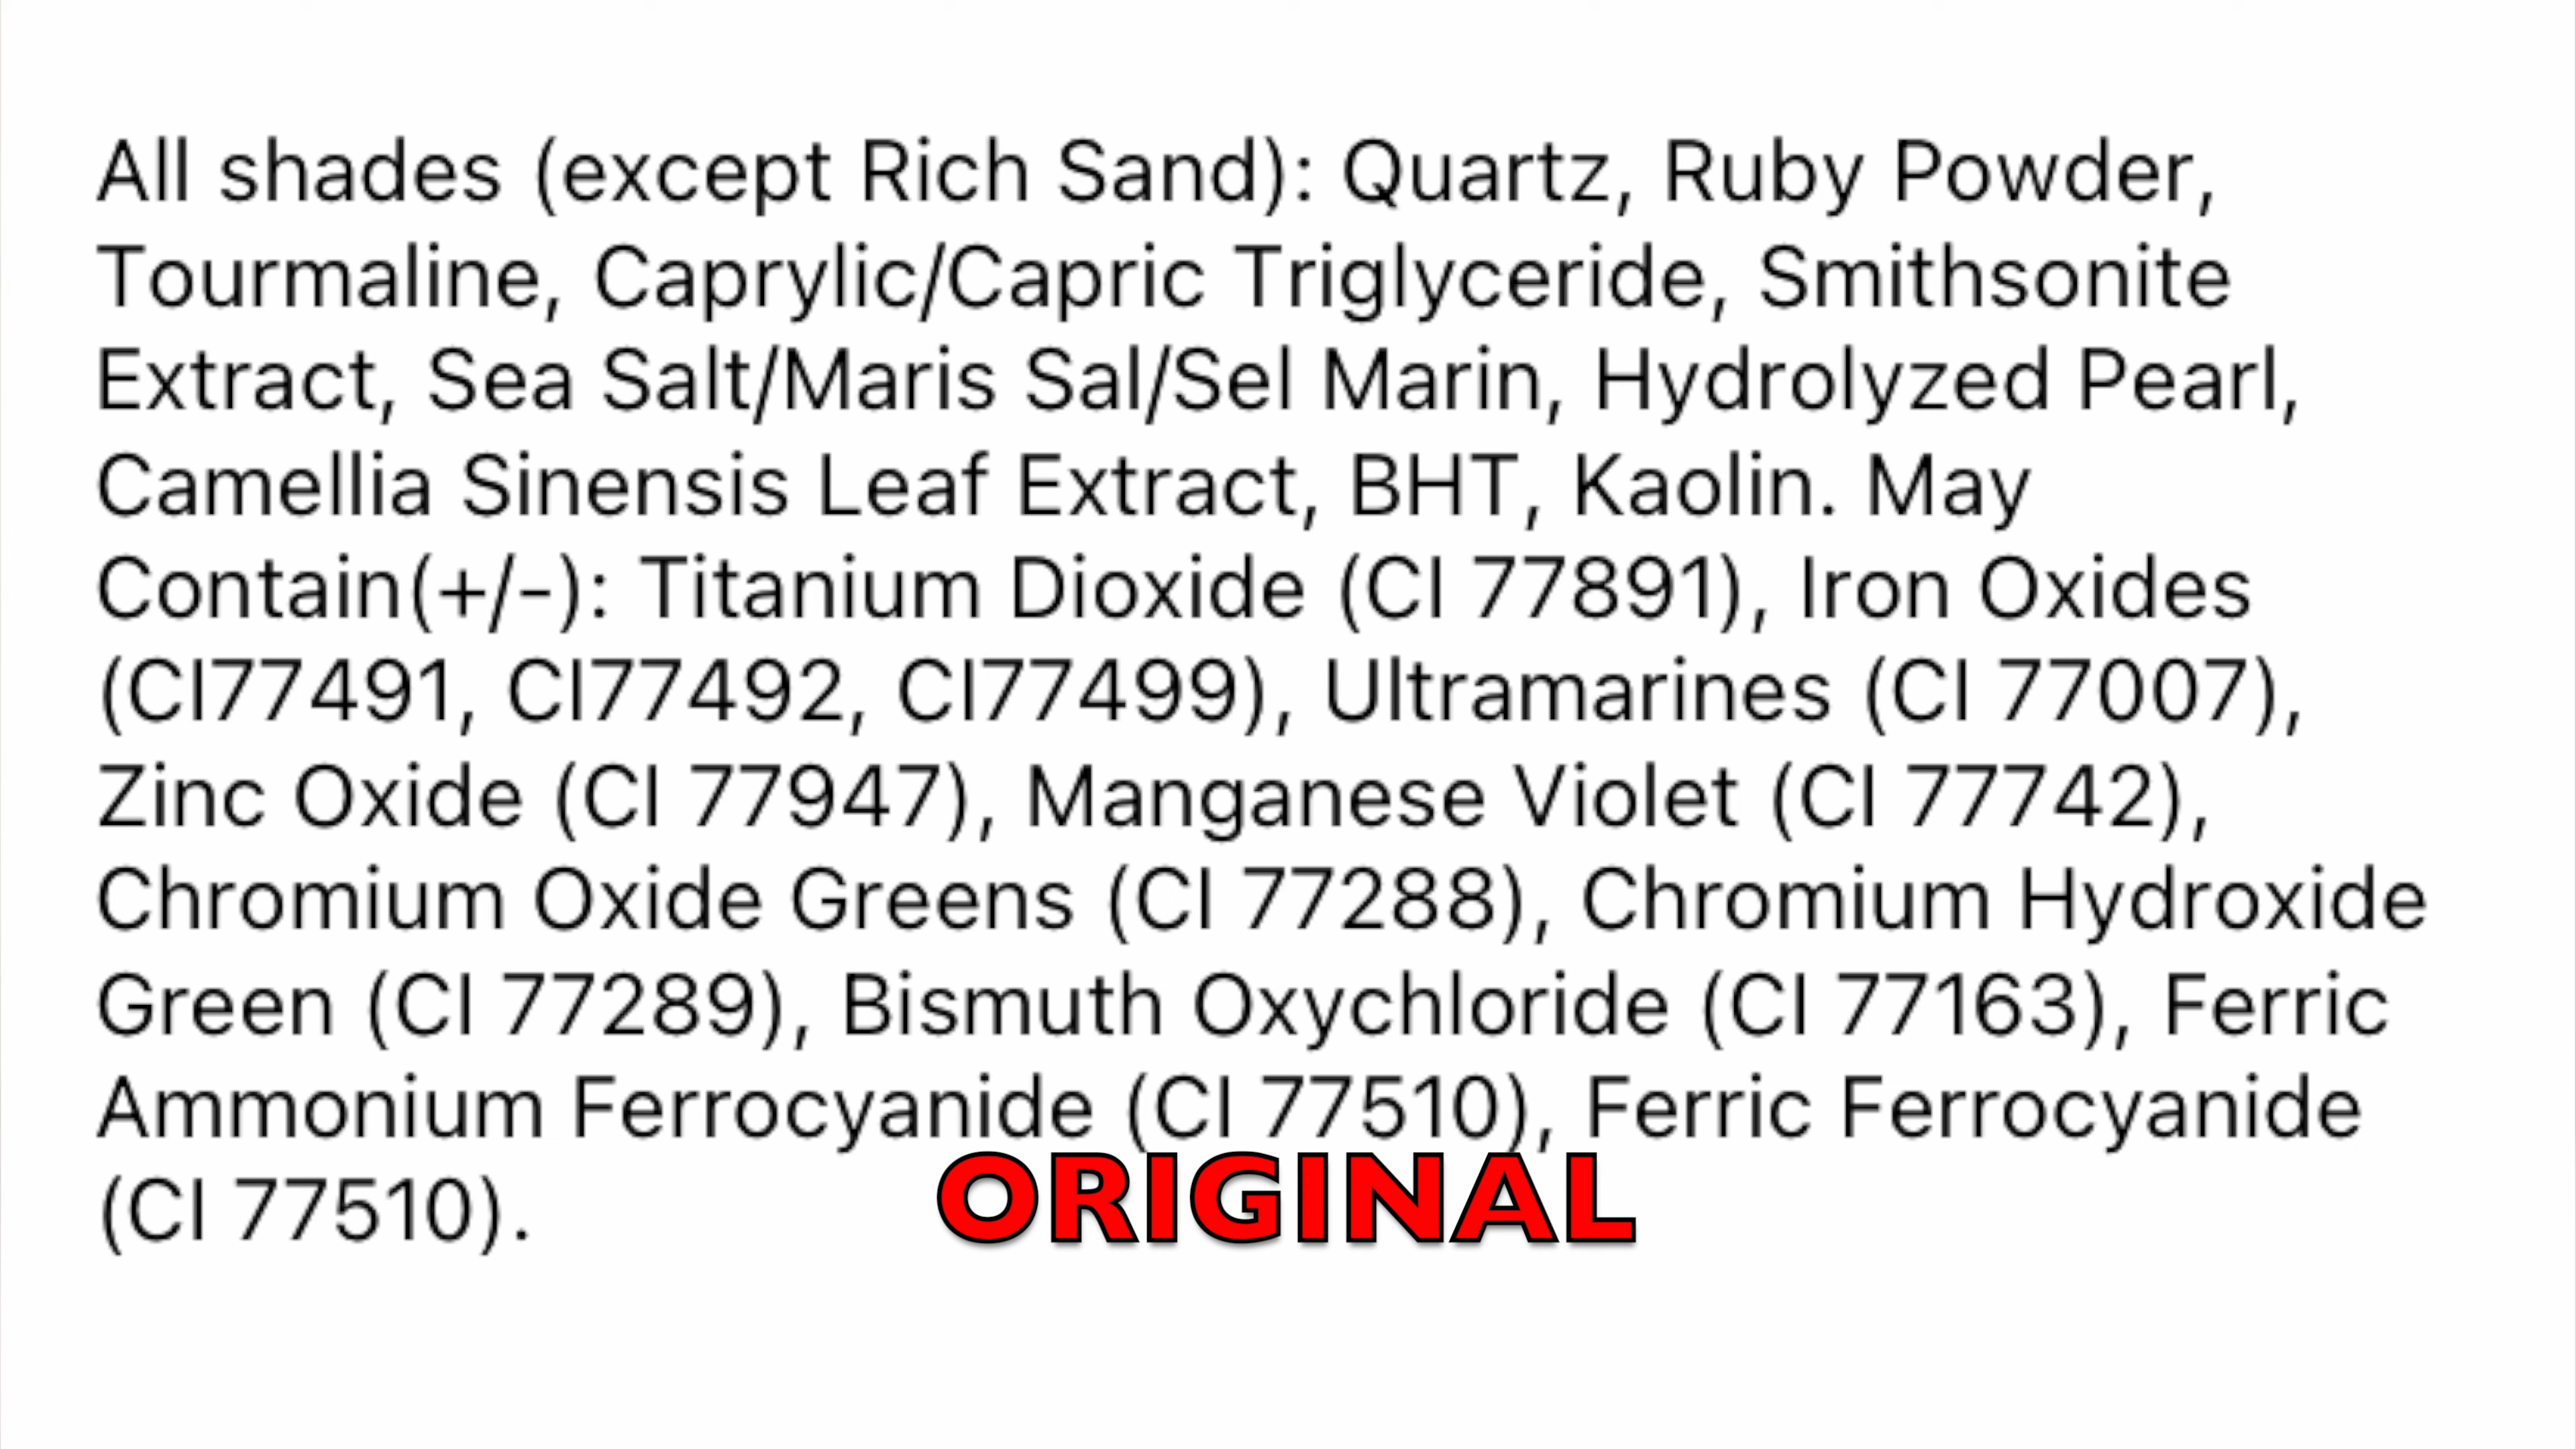 All shades (except Rich Sand): Quartz, Ruby Powder,
Tourmaline, Caprylic/Capric Triglyceride, Smithsonite
Extract, Sea Salt/Maris Sal/Sel Marin, Hydrolyzed Pearl,
Camellia Sinensis Leaf Extract, BHT, Kaolin. May
Contain(+/-): Titanium Dioxide (CI 77891), Iron Oxides
(CI77491, CI77492, CI77499), Ultramarines (CI 77007),
Zinc Oxide (CI 77947), Manganese Violet (CI 77742),
Chromium Oxide Greens (CI 77288), Chromium Hydroxide
Green (CI 77289), Bismuth Oxychloride (CI 77163), Ferric
Ammonium Ferrocyanide (CI 77510), Ferric Ferrocyanide
(CI 77510).
ORIGINAL